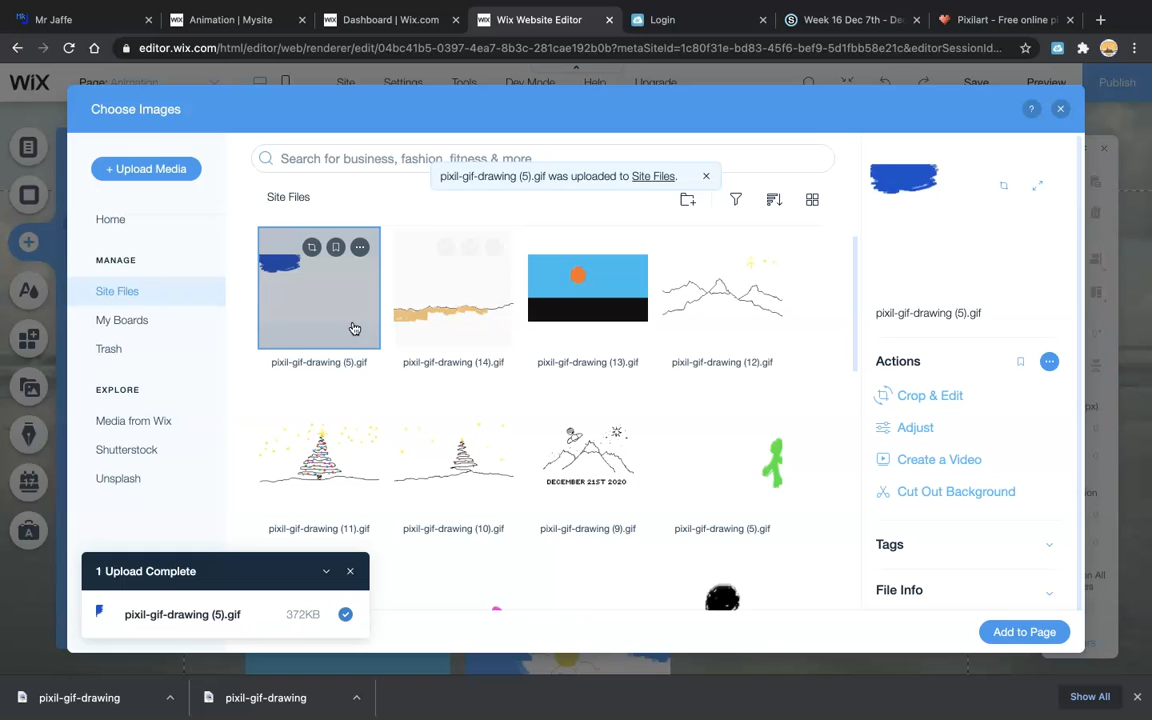 Mr Jaffe
Animation | Mysite
Dashboard | Wix.com
Wix Website Editor
Login
Week 16 Dec 7th - De
Pixilart - Free online pi
editor.wix.com/html/editor/web/renderer/edit/04bc41b5-0397-4ea7-8b3c-281cae192b0b?metaSiteId=1c80f31e-bd83-45f6-bef9-5d1fbb58e21c&editorSessionId...
WiX
Page: Animation
Site
Settings
Tools
Dev Mode
Help
Upgrade
Save
Preview
Publish
Choose Images
?
+ Upload Media
Search for business, fashion, fitness & more
pixil-gif-drawing (5).gif was uploaded to Site Files.
Site Files
Home
MANAGE
Site Files
My Boards
Trash
EXPLORE
Media from Wix
Shutterstock
Unsplash
pixil-gif-drawing (5).gif
pixil-gif-drawing (14).gif
pixil-gif-drawing (13).gif
pixil-gif-drawing (12).gif
DECEMBER 21ST 2020
pixil-gif-drawing (11).gif
pixil-gif-drawing (10).gif
pixil-gif-drawing (9).gif
pixil-gif-drawing (5).gif
pixil-gif-drawing (5).gif
Actions
Crop & Edit
Adjust
Create a Video
Cut Out Background
Tags
File Info
Add to Page
1 Upload Complete
pixil-gif-drawing (5).gif
372KB
pixil-gif-drawing
pixil-gif-drawing
Show All